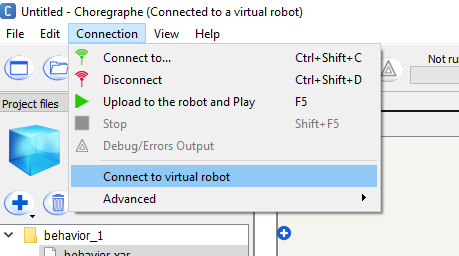 Untitled - Choregraphe (Connected to a virtual robot)
File Edit Connection View Help
Connect to... Ctrl+Shift+C
Disconnect Ctrl+Shift+D
Upload to the robot and Play F5
Stop Shift+F5
Debug/Errors Output
Connect to virtual robot
Advanced
Not ru
Project files
behavior_1
behavior.xar